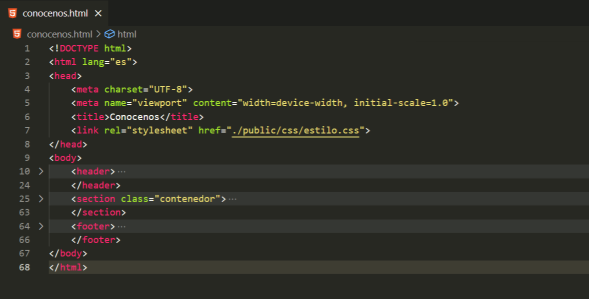 conocenos.html ×
conocenos.html > html
1 <!DOCTYPE html>
2 <html lang="es">
3 <head>
4 <meta charset="UTF-8">
5 <meta name="viewport" content="width=device-width, initial-scale=1.0">
6 <title>Conocenos</title>
7 <link rel="stylesheet" href="./public/css/estilo.css">
8 </head>
9 <body>
10 > <header>···
24 </header>
25 > <section class="contenedor">···
63 </section>
64 > <footer>···
66 </footer>
67 </body>
68 </html>